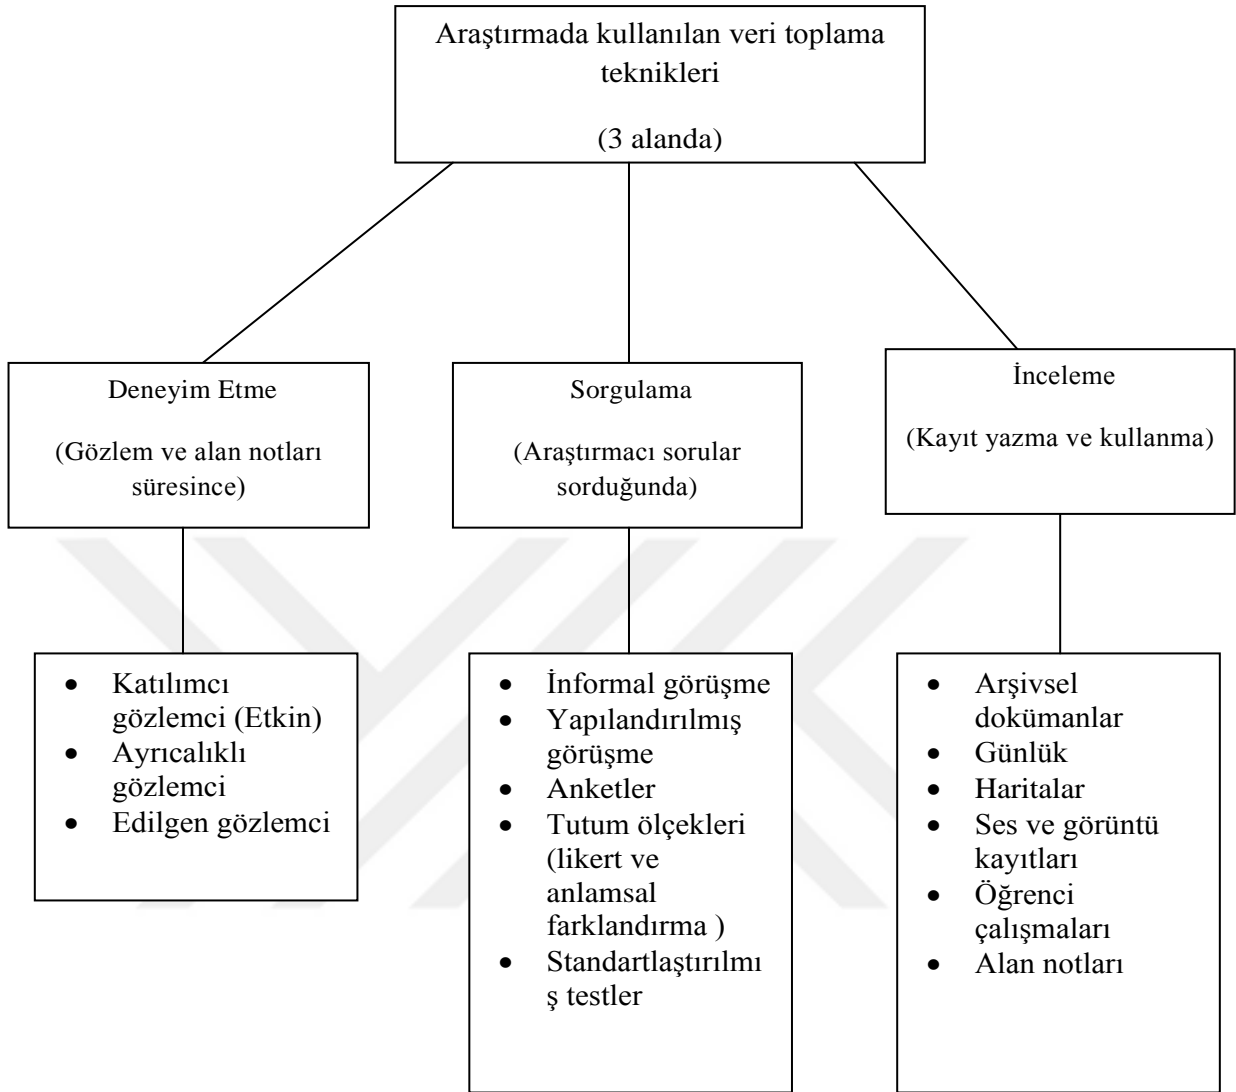 Araştırmada kullanılan veri toplama
teknikleri
(3 alanda)
Deneyim Etme
(Gözlem ve alan notları
süresince)
Sorgulama
(Araştırmacı sorular
sorduğunda)
İnceleme
(Kayıt yazma ve kullanma)
• Katılımcı
gözlemci (Etkin)
• Ayrıcalıklı
gözlemci
• Edilgen gözlemci
• İnformal görüşme
• Yapılandırılmış
görüşme
• Anketler
• Tutum ölçekleri
(likert ve
anlamsal
farklandırma )
• Standartlaştırılmı
ş testler
• Arşivsel
dokümanlar
• Günlük
• Haritalar
• Ses ve görüntü
kayıtları
• Öğrenci
çalışmaları
• Alan notları